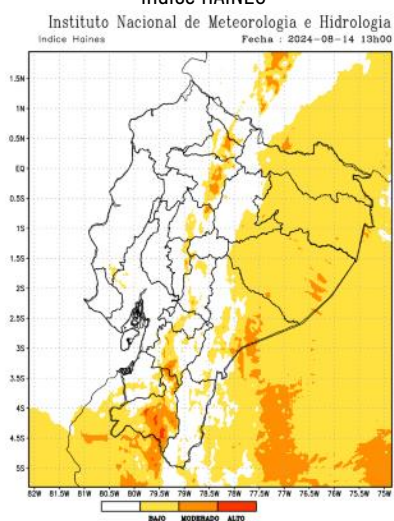 Indice HAINES
Instituto Nacional de Meteorologia e Hidrologia
Indice Haines Fecha : 2024-08-14 13h00
1.5N
1N
0.5N
EQ
0.5S
1S
1.5S
2S
2.5S
3S
3.5S
4S
4.5S
5S
82W 81.5W 81W 80.5W 80W 79.5W 79W 78.5W 78W 77.5W 77W 76.5W 76W 75.5W 75W
BAJO MODERADO ALTO